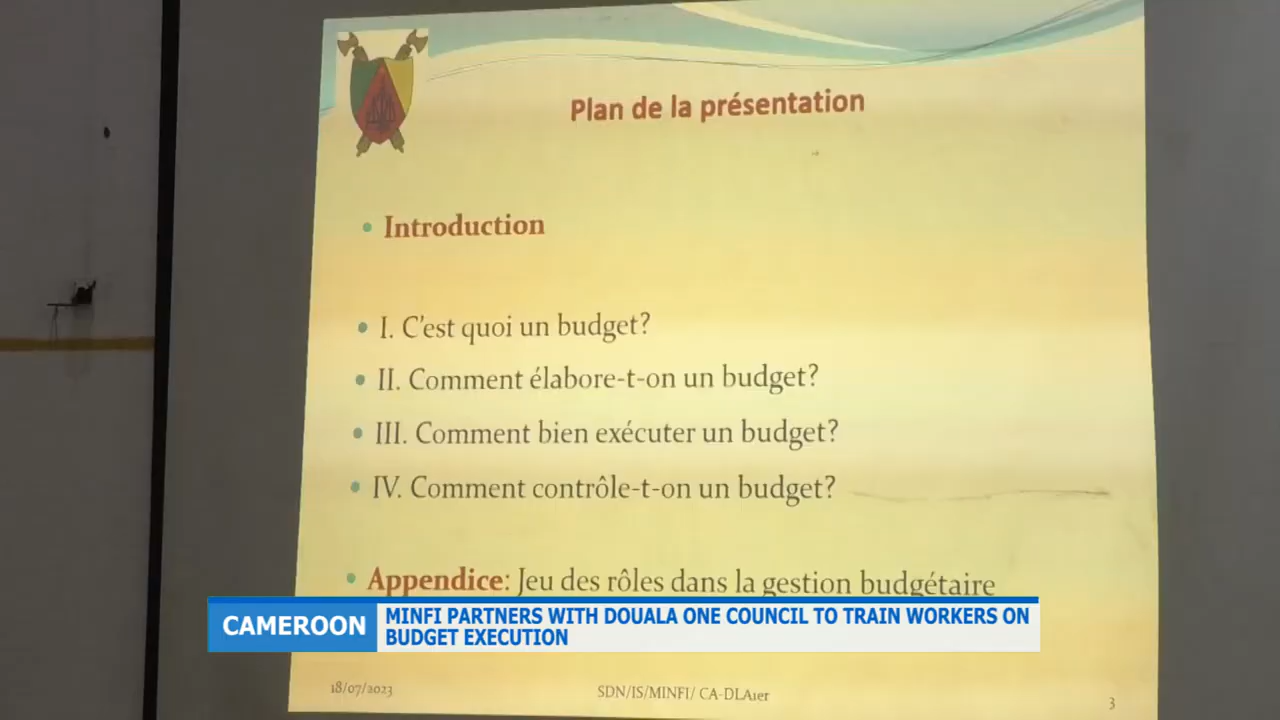 Plan de la présentation
• Introduction
• I. C'est quoi un budget?
• II. Comment élabore-t-on un budget?
• III. Comment bien exécuter un budget?
• IV. Comment contrôle-t-on un budget?
• Appendice: Jeu des rôles dans la gestion budgétaire
CAMEROON
MINFI PARTNERS WITH DOUALA ONE COUNCIL TO TRAIN WORKERS ON
BUDGET EXECUTION
18/07/2023
SDN/IS/MINFI/ CA-DLA1er
3